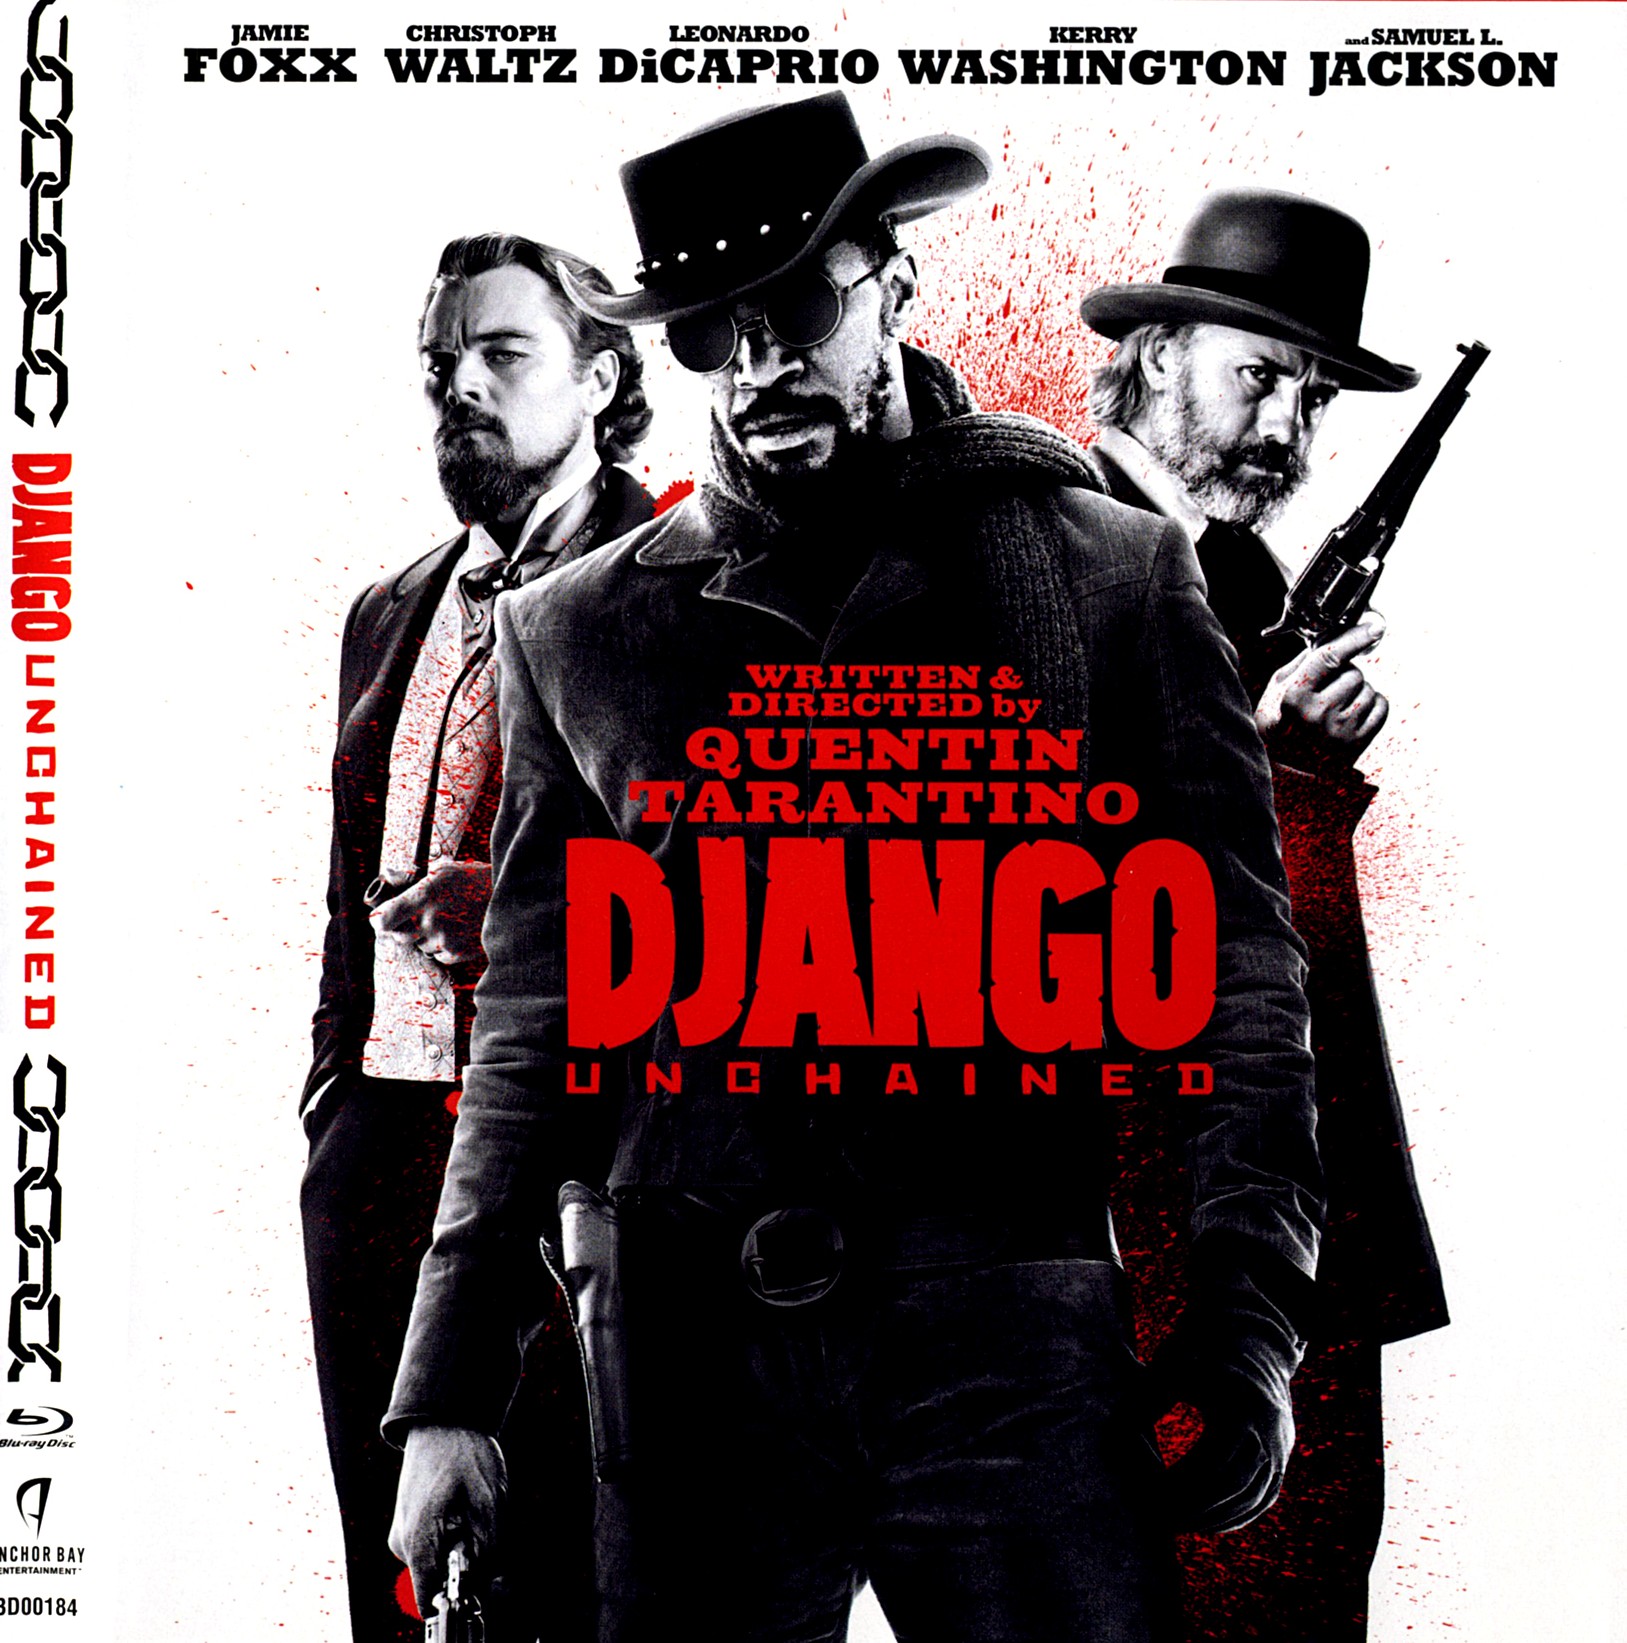 JAMIE
FOXX
CHRISTOPH
WALTZ
LEONARDO
DiCAPRIO
KERRY
WASHINGTON
and SAMUEL L.
JACKSON
WRITTEN &
DIRECTED by
QUENTIN
TARANTINO
DJANGO
UNCHAINED
DJANGO UNCHAINED
Blu-ray Disc™
NCHOR BAY
ENTERTAINMENT
BD00184